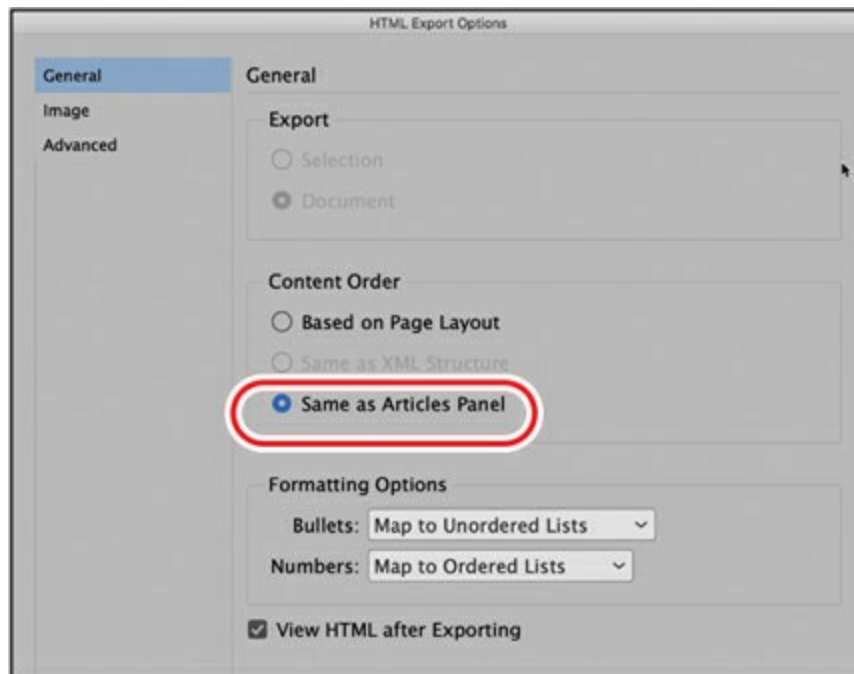 HTML Export Options
General
Image
Advanced
General
Export
Selection
Document
Content Order
Based on Page Layout
Same as XML Structure
Same as Articles Panel
Formatting Options
Bullets: Map to Unordered Lists
Numbers: Map to Ordered Lists
View HTML after Exporting